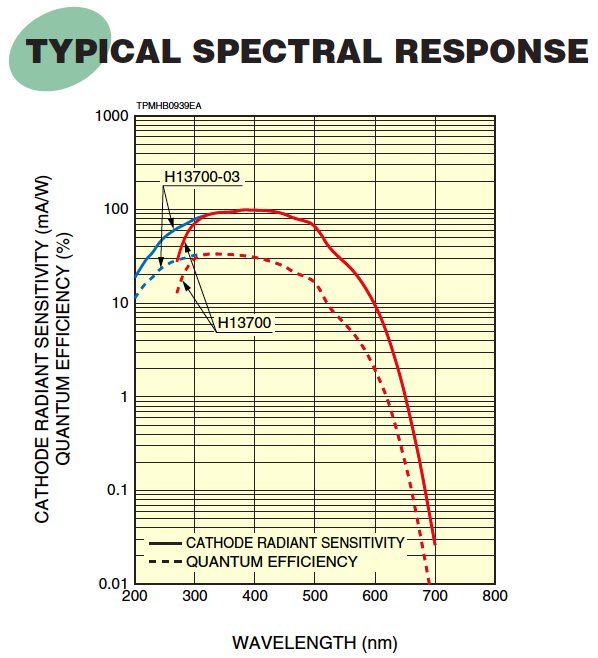 TYPICAL SPECTRAL RESPONSE
TPMHB0939EA
1000
100
10
1
0.1
0.01
CATHODE RADIANT SENSITIVITY (mA/W)
QUANTUM EFFICIENCY (%)
H13700-03
H13700
CATHODE RADIANT SENSITIVITY
QUANTUM EFFICIENCY
200 300 400 500 600 700 800
WAVELENGTH (nm)